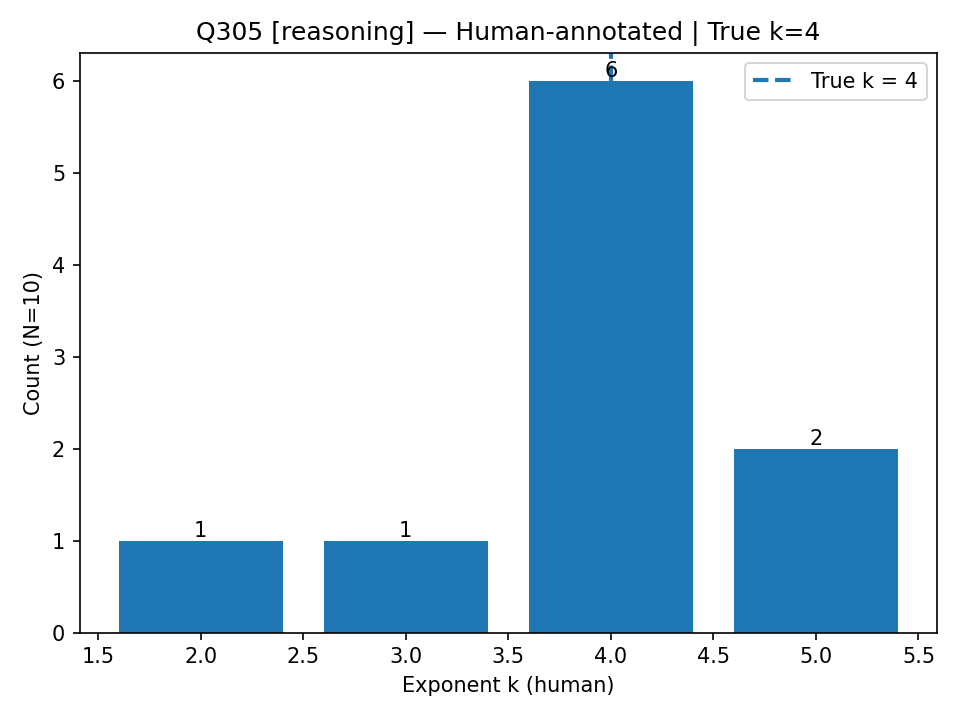 Q305 [reasoning] — Human-annotated | True k=4
True k = 4
Count (N=10)
6
5
4
3
2
1
0
1
1
6
2
1.5 2.0 2.5 3.0 3.5 4.0 4.5 5.0 5.5
Exponent k (human)